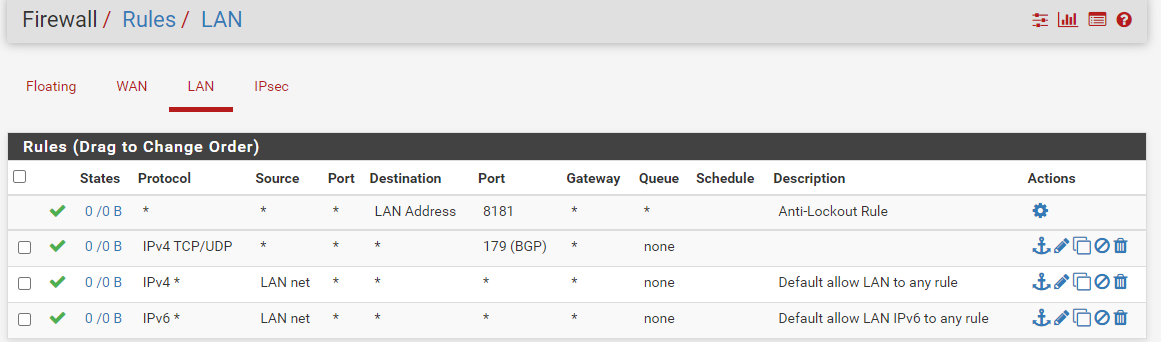 Firewall / Rules / LAN
Floating WAN LAN IPsec
Rules (Drag to Change Order)
States Protocol Source Port Destination Port Gateway Queue Schedule Description Actions
0 /0 B * * * LAN Address 8181 * * Anti-Lockout Rule
0 /0 B IPv4 TCP/UDP * * * 179 (BGP) * none
0 /0 B IPv4 * LAN net * * * * none Default allow LAN to any rule
0 /0 B IPv6 * LAN net * * * * none Default allow LAN IPv6 to any rule